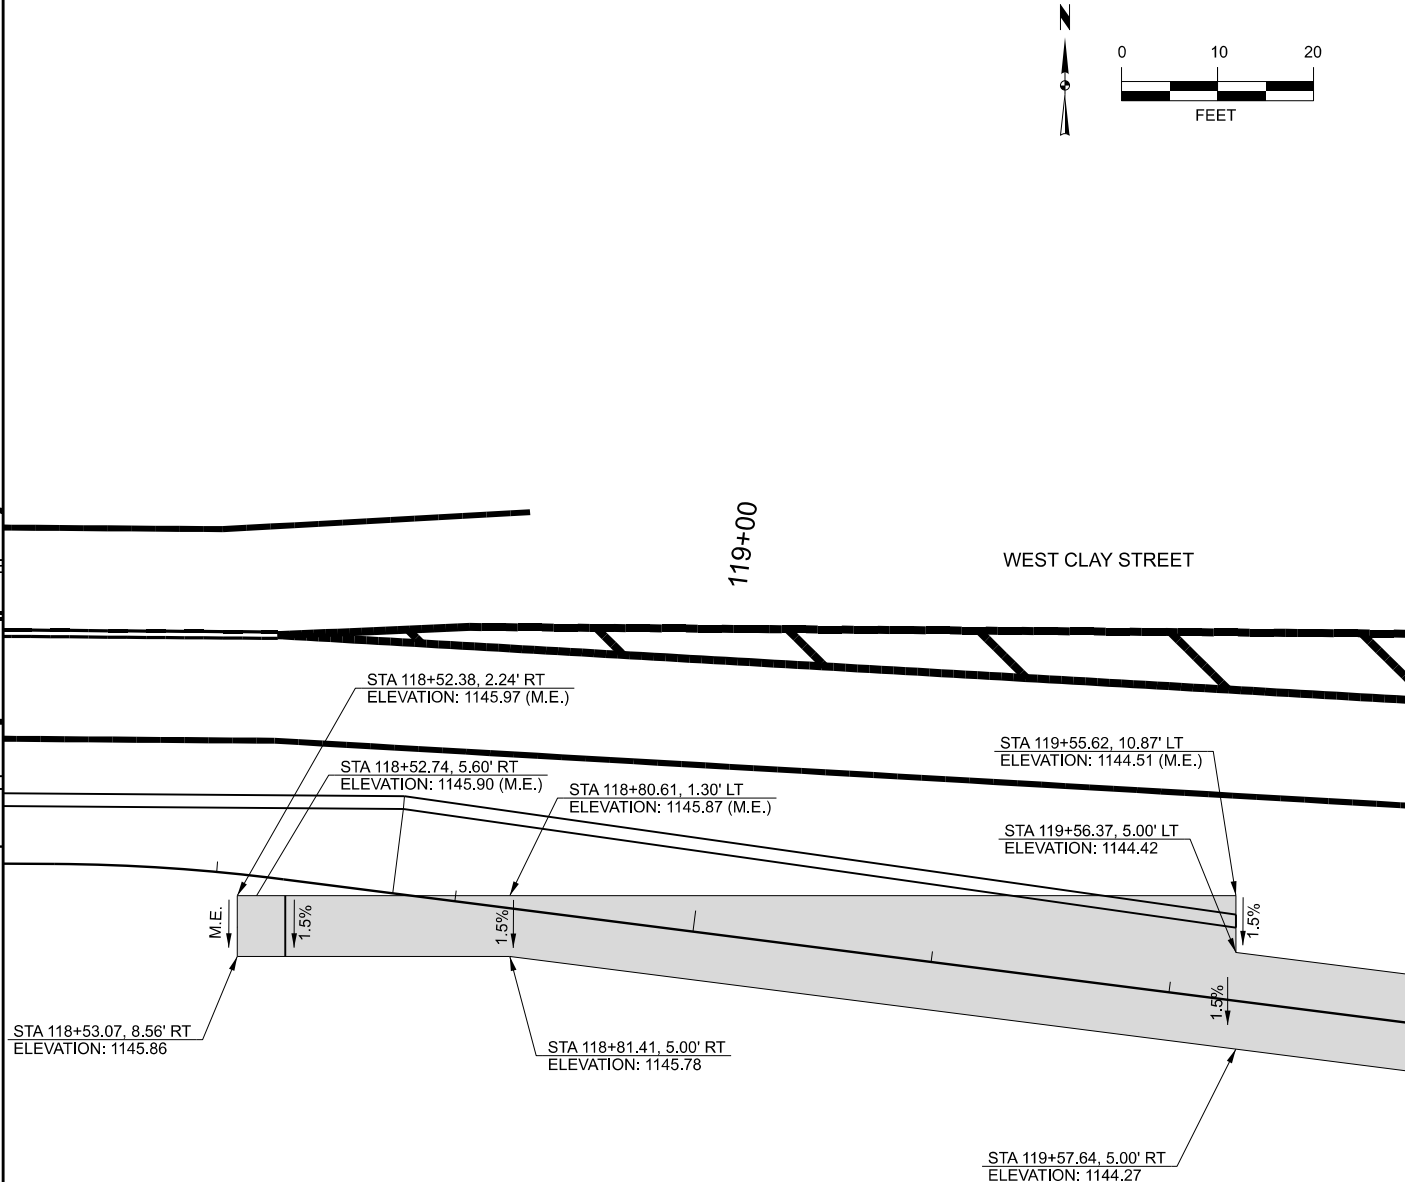 N
0 10 20
FEET
119+00
WEST CLAY STREET
STA 118+52.38, 2.24' RT
ELEVATION: 1145.97 (M.E.)
STA 118+52.74, 5.60' RT
ELEVATION: 1145.90 (M.E.)
STA 118+80.61, 1.30' LT
ELEVATION: 1145.87 (M.E.)
STA 119+55.62, 10.87' LT
ELEVATION: 1144.51 (M.E.)
STA 119+56.37, 5.00' LT
ELEVATION: 1144.42
M.E.
1.5%
1.5%
1.5%
1.5%
STA 118+53.07, 8.56' RT
ELEVATION: 1145.86
STA 118+81.41, 5.00' RT
ELEVATION: 1145.78
STA 119+57.64, 5.00' RT
ELEVATION: 1144.27